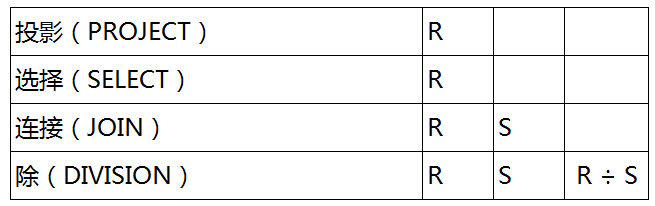 投影（PROJECT） R
选择（SELECT） R
连接（JOIN） R S
除（DIVISION） R S R ÷ S